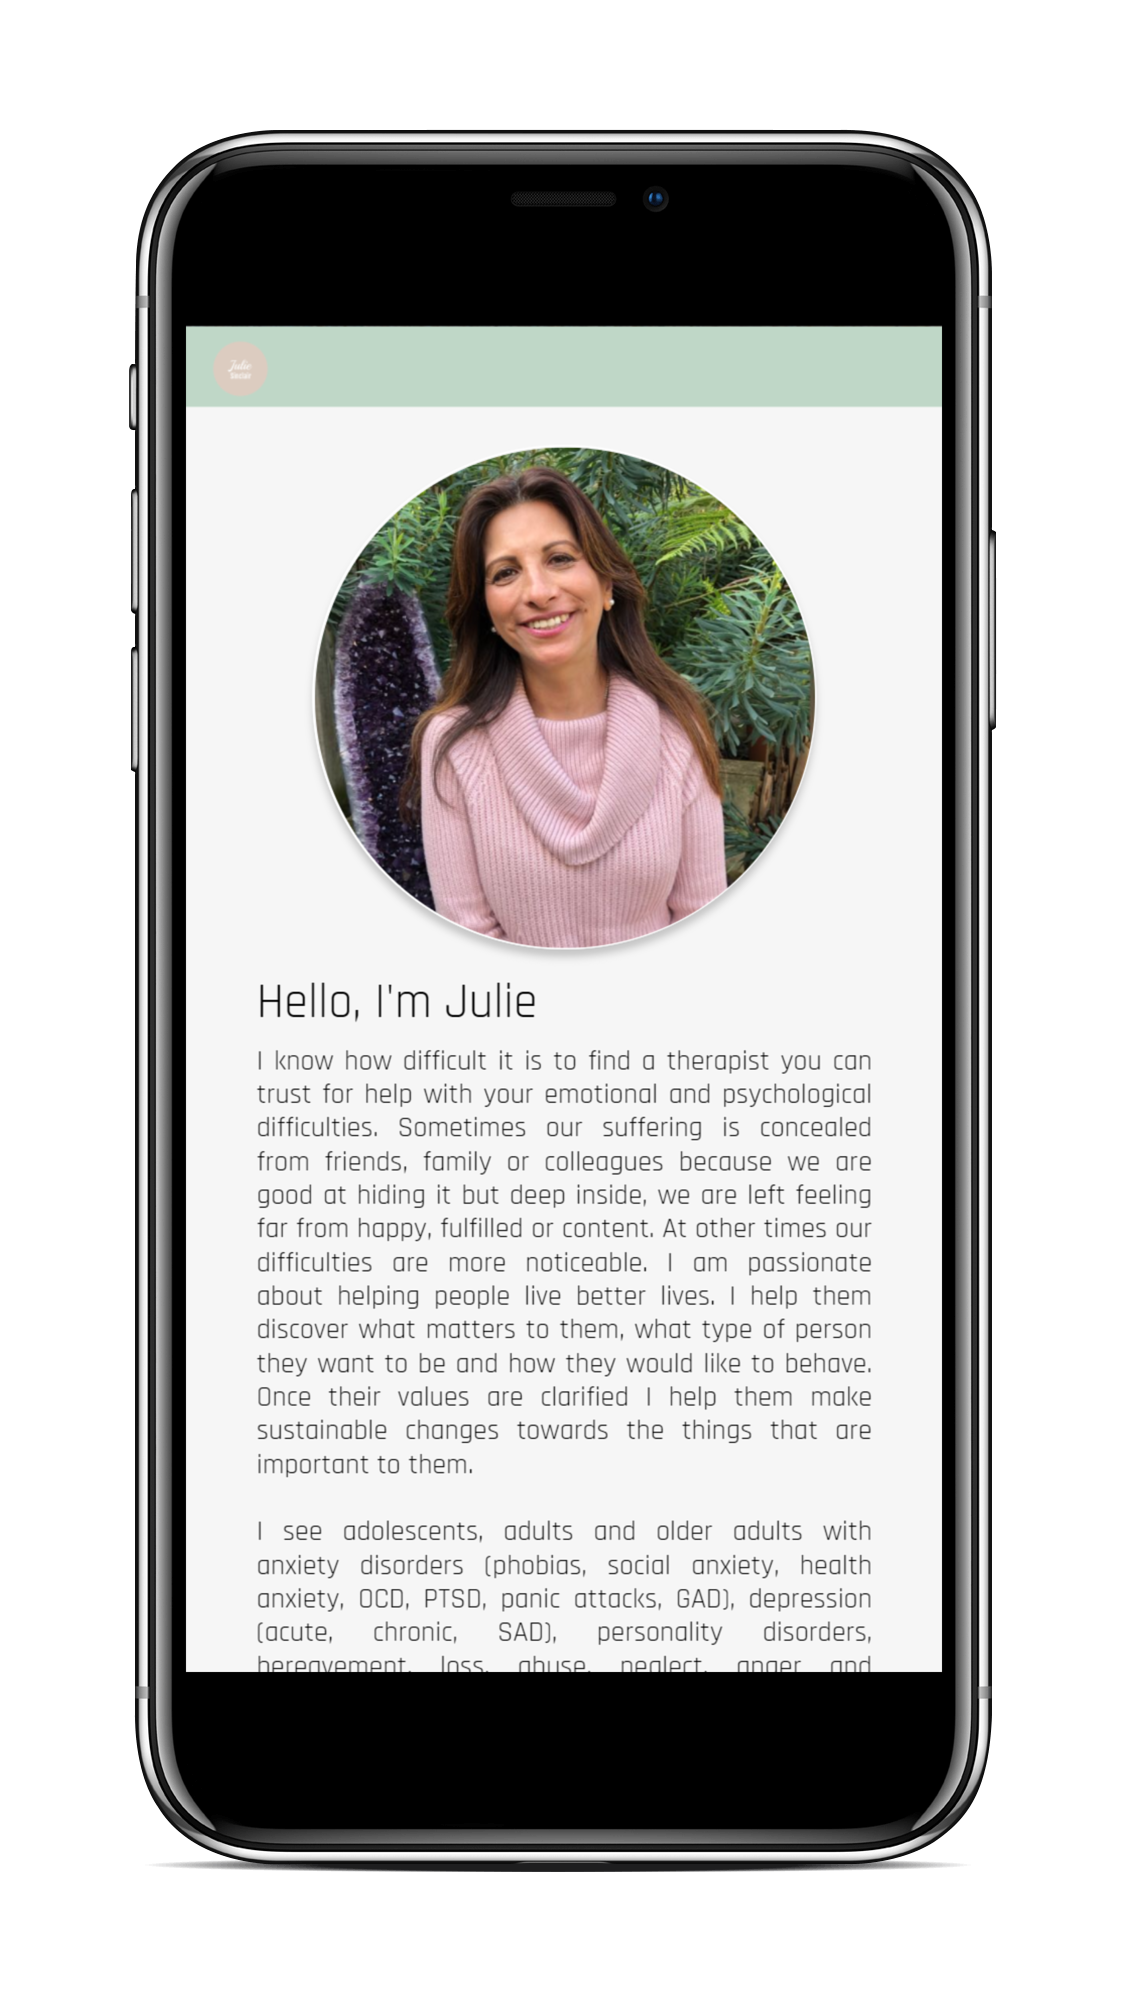 Julie
Hello, I'm Julie
I know how difficult it is to find a therapist you can
trust for help with your emotional and psychological
difficulties. Sometimes our suffering is concealed
from friends, family or colleagues because we are
good at hiding it but deep inside, we are left feeling
far from happy, fulfilled or content. At other times our
difficulties are more noticeable. I am passionate
about helping people live better lives. I help them
discover what matters to them, what type of person
they want to be and how they would like to behave.
Once their values are clarified I help them make
sustainable changes towards the things that are
important to them.
I see adolescents, adults and older adults with
anxiety disorders (phobias, social anxiety, health
anxiety, OCD, PTSD, panic attacks, GAD), depression
(acute, chronic, SAD), personality disorders,
bereavement, loss, abuse, neglect, anger and